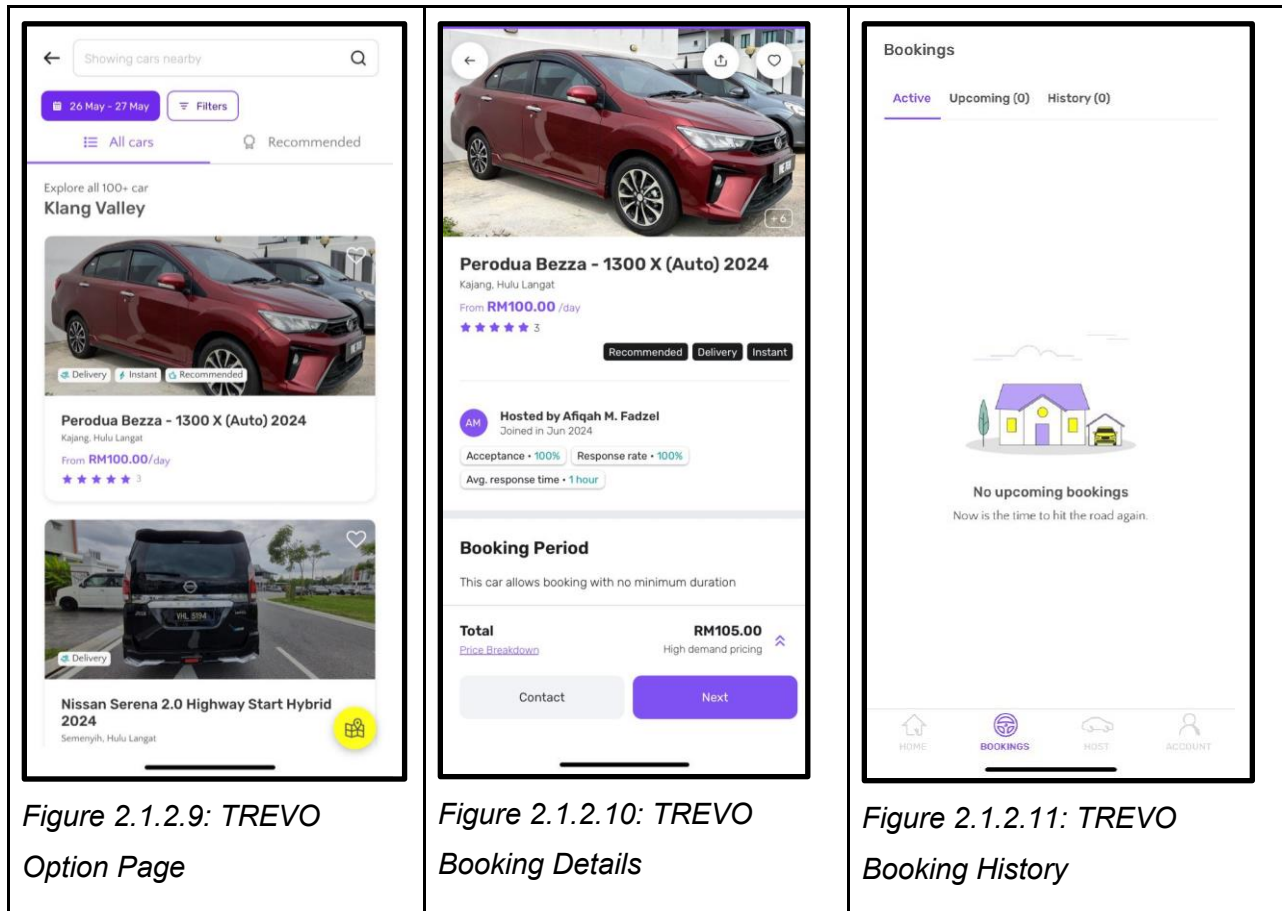 Showing cars nearby
26 May - 27 May
Filters
All cars
Recommended
Explore all 100+ car
Klang Valley
Delivery
Instant
Recommended
Perodua Bezza - 1300 X (Auto) 2024
Kajang, Hulu Langat
From RM100.00/day
3
VHL 5194
Delivery
Nissan Serena 2.0 Highway Start Hybrid
2024
Semenyih, Hulu Langat
Figure 2.1.2.9: TREVO
Option Page
+6
Perodua Bezza - 1300 X (Auto) 2024
Kajang, Hulu Langat
From RM100.00 /day
3
Recommended
Delivery
Instant
AM
Hosted by Afiqah M. Fadzel
Joined in Jun 2024
Acceptance • 100%
Response rate • 100%
Avg. response time • 1 hour
Booking Period
This car allows booking with no minimum duration
Total
RM105.00
Price Breakdown
High demand pricing
Contact
Next
Figure 2.1.2.10: TREVO
Booking Details
Bookings
Active
Upcoming (0)
History (0)
No upcoming bookings
Now is the time to hit the road again.
HOME
BOOKINGS
HOST
ACCOUNT
Figure 2.1.2.11: TREVO
Booking History